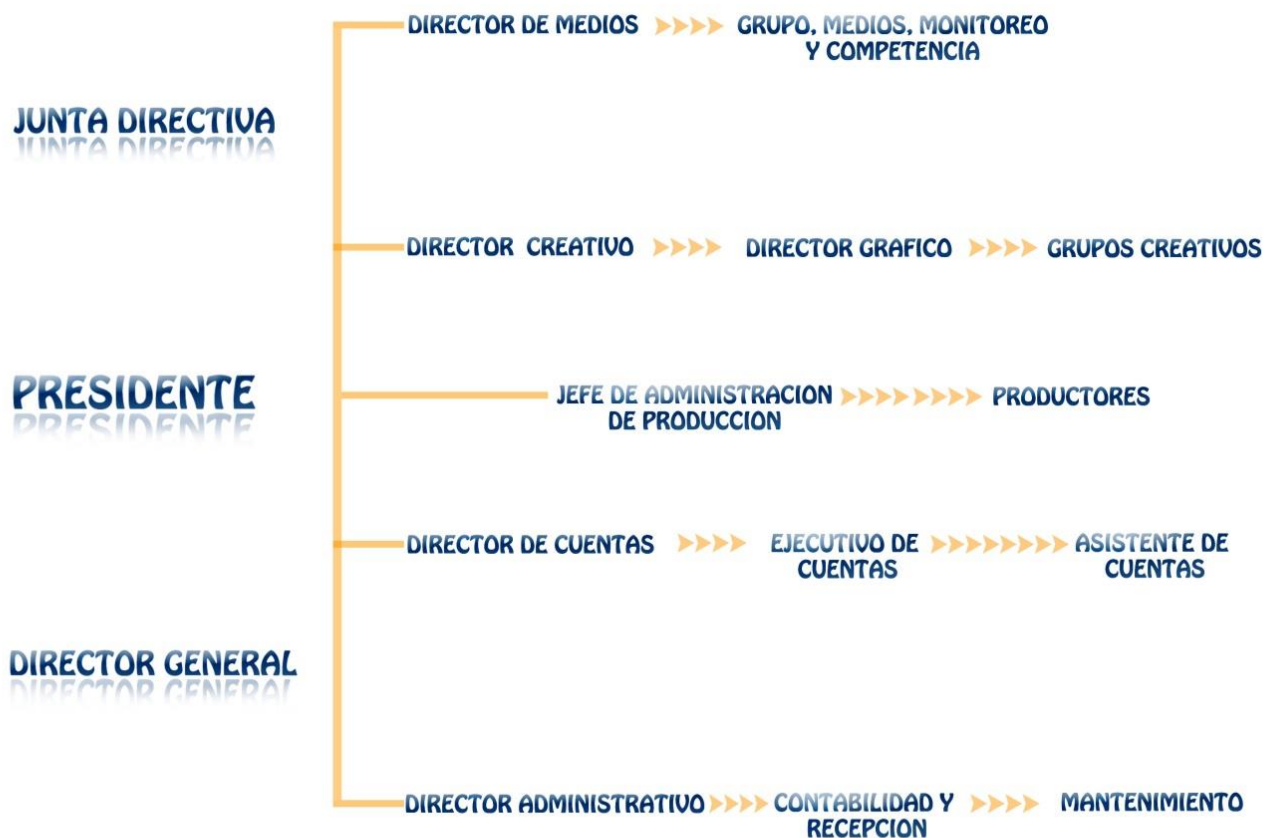 DIRECTOR DE MEDIOS
GRUPO, MEDIOS, MONITOREO
Y COMPETENCIA
JUNTA DIRECTIVA
DIRECTOR CREATIVO
DIRECTOR GRAFICO
GRUPOS CREATIVOS
PRESIDENTE
JEFE DE ADMINISTRACION
DE PRODUCCION
PRODUCTORES
DIRECTOR DE CUENTAS
EJECUTIVO DE
CUENTAS
ASISTENTE DE
CUENTAS
DIRECTOR GENERAL
DIRECTOR ADMINISTRATIVO
CONTABILIDAD Y
RECEPCION
MANTENIMIENTO